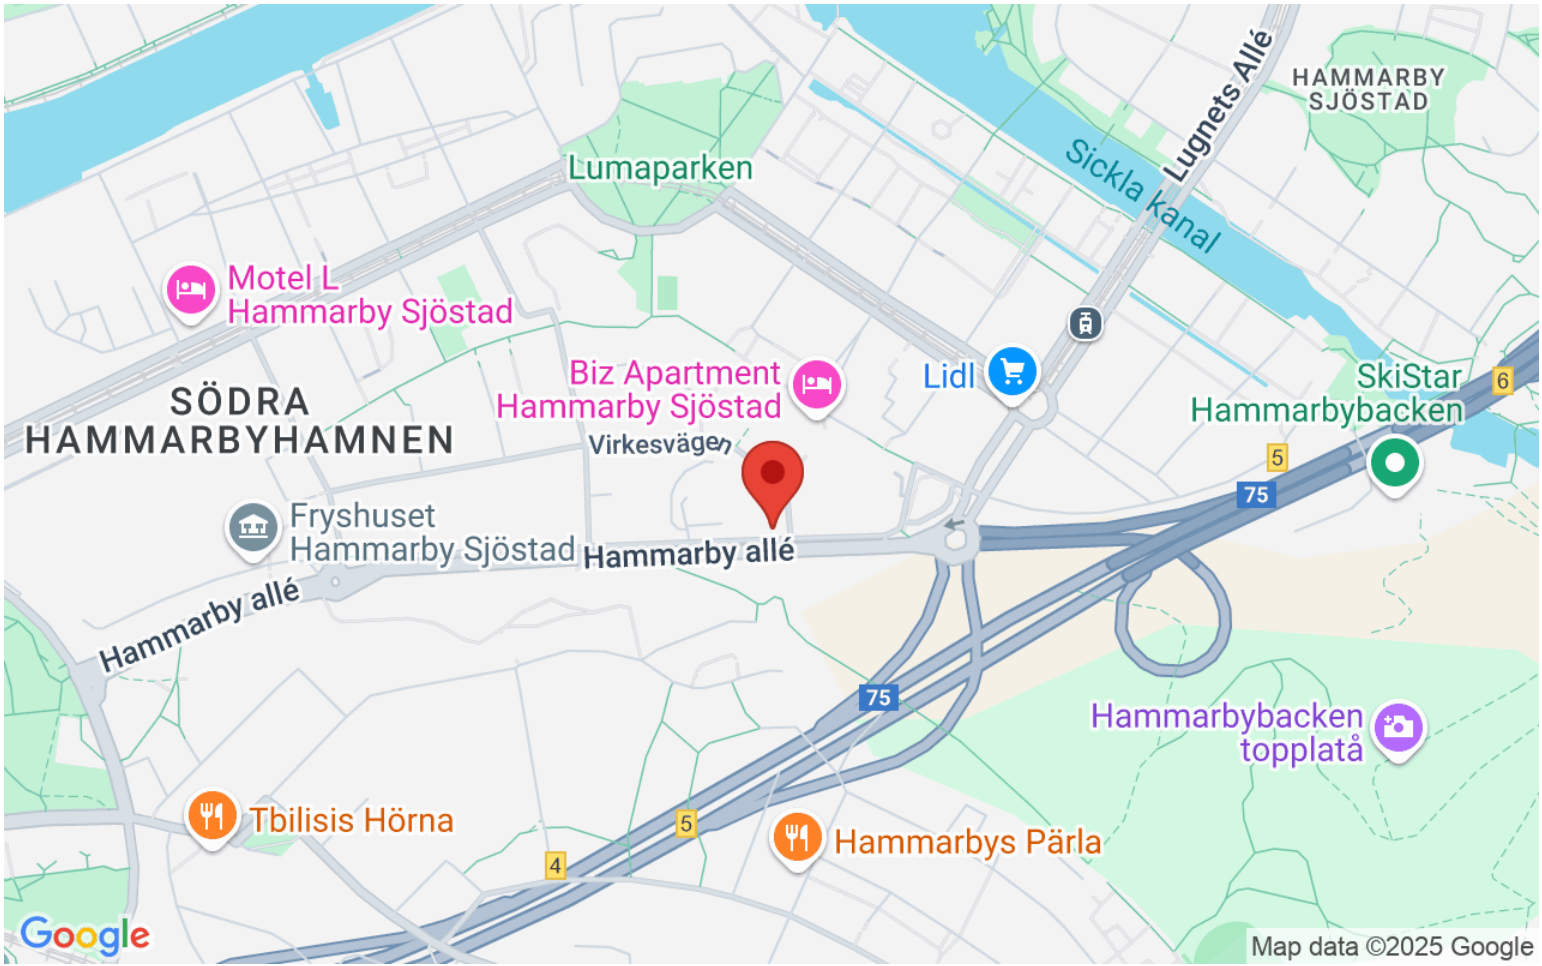 HAMMARBY
SJÖSTAD
Lugnets Allé
Sickla kanal
Lumaparken
Motel L
Hammarby Sjöstad
Biz Apartment
Hammarby Sjöstad
Lidl
SkiStar
Hammarbybacken
6
SÖDRA
HAMMARBYHAMNEN
Virkesvägen
5
75
Fryshuset
Hammarby Sjöstad
Hammarby allé
Hammarby allé
75
Hammarbybacken
topplatå
Tbilisis Hörna
5
Hammarbys Pärla
4
Google
Map data ©2025 Google